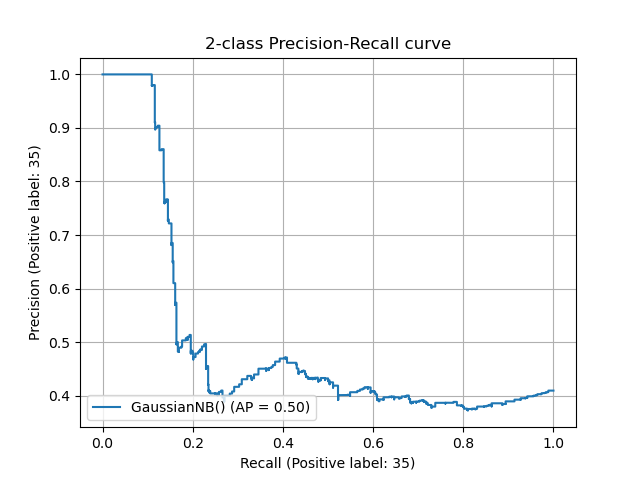 2-class Precision-Recall curve
Precision (Positive label: 35)
1.0
0.9
0.8
0.7
0.6
0.5
0.4
GaussianNB() (AP = 0.50)
0.0 0.2 0.4 0.6 0.8 1.0
Recall (Positive label: 35)